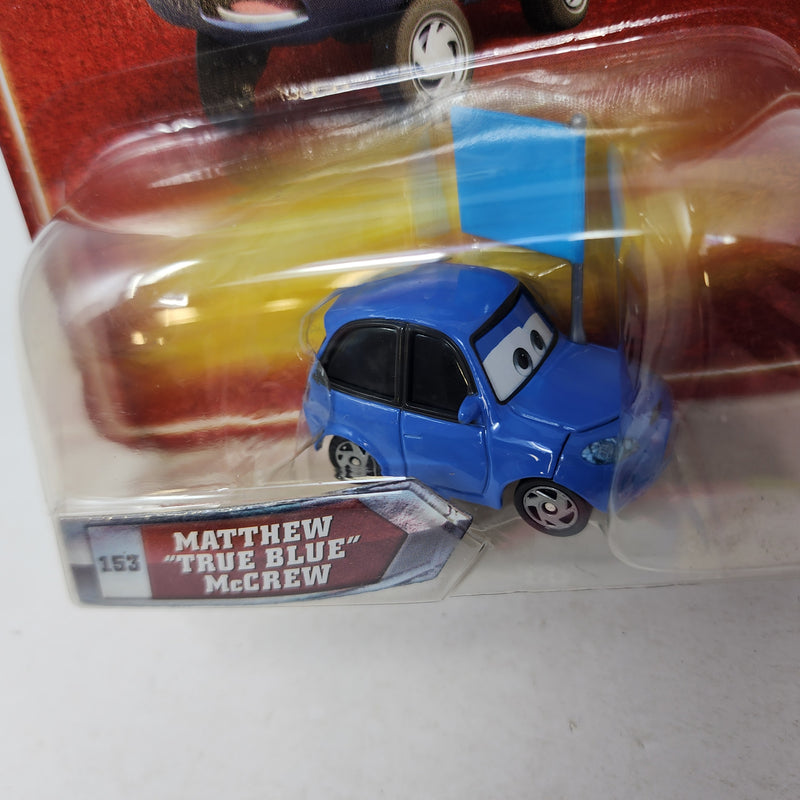 153
MATTHEW
"TRUE BLUE"
McCREW